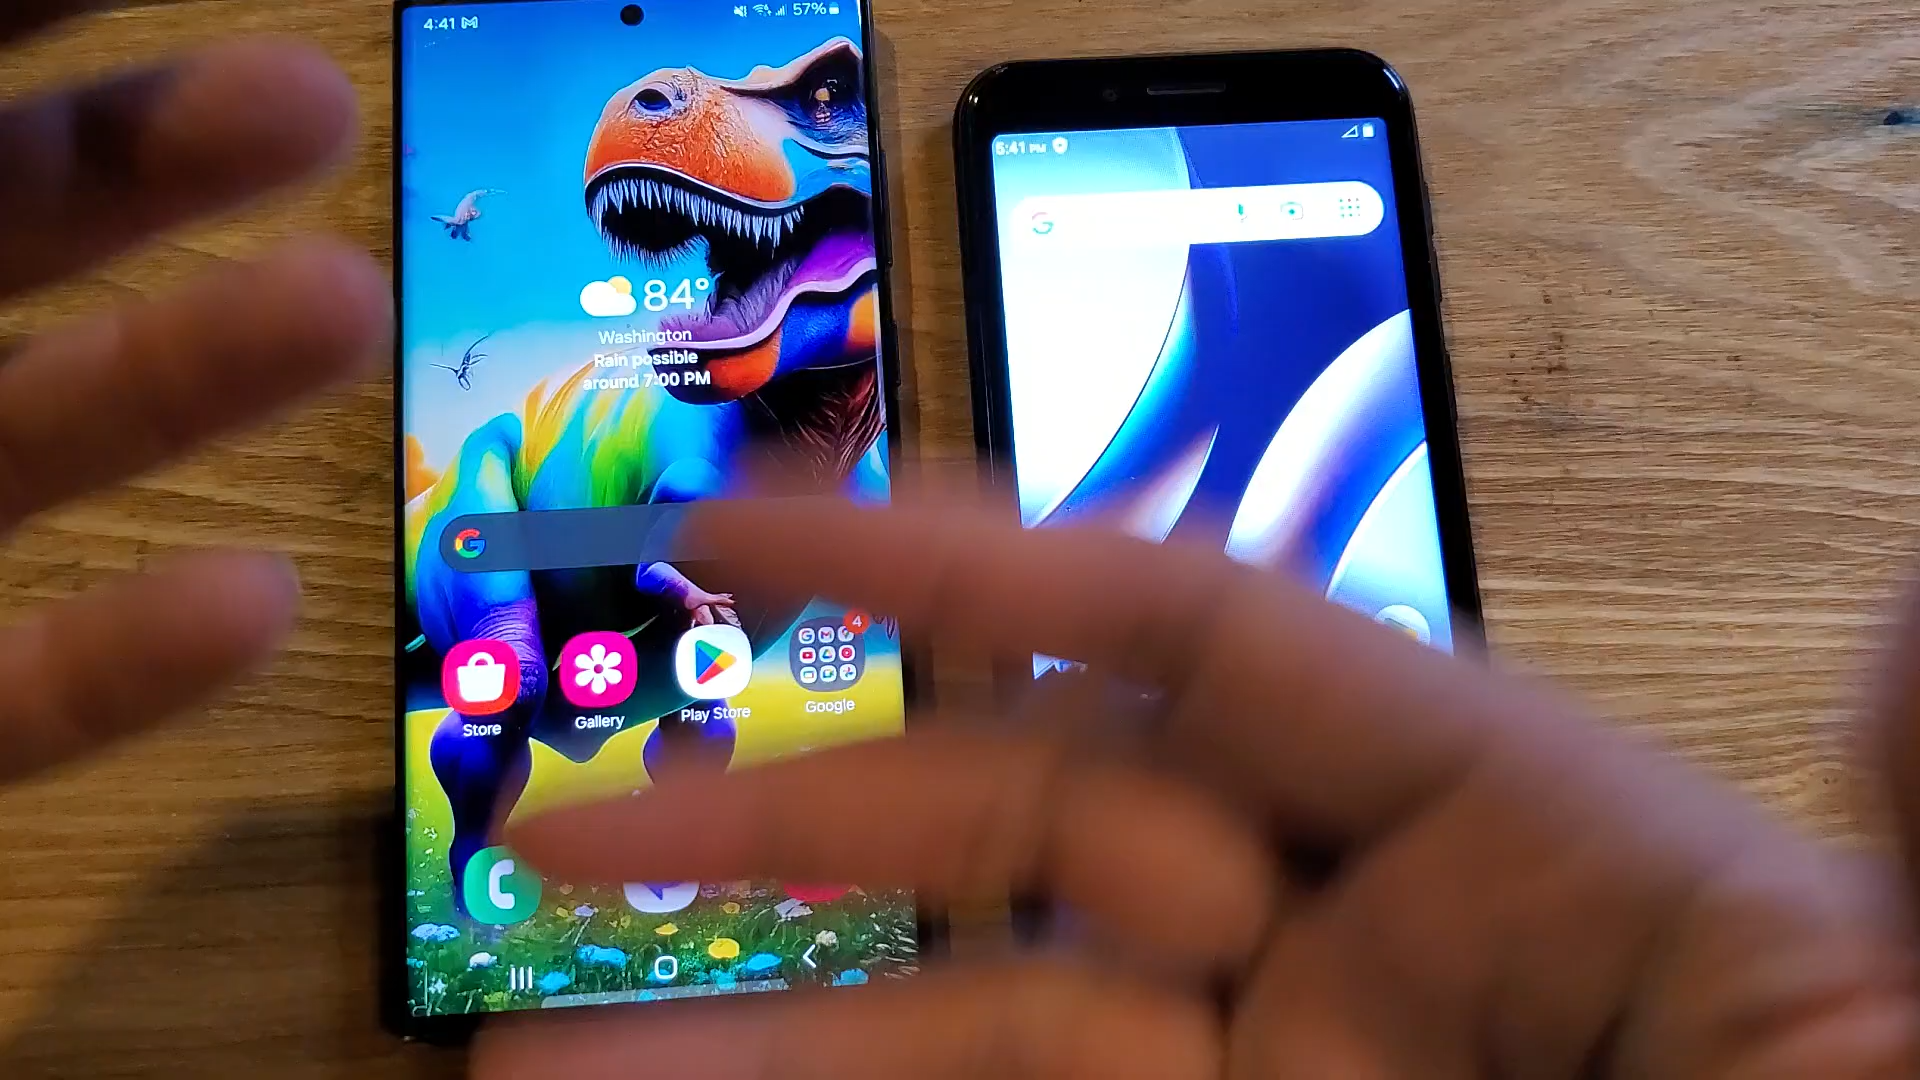 4:41
57%
84°
Washington
Rain possible
around 7:00 PM
G
Store
Gallery
Play Store
4
Google
5:41 PM
G